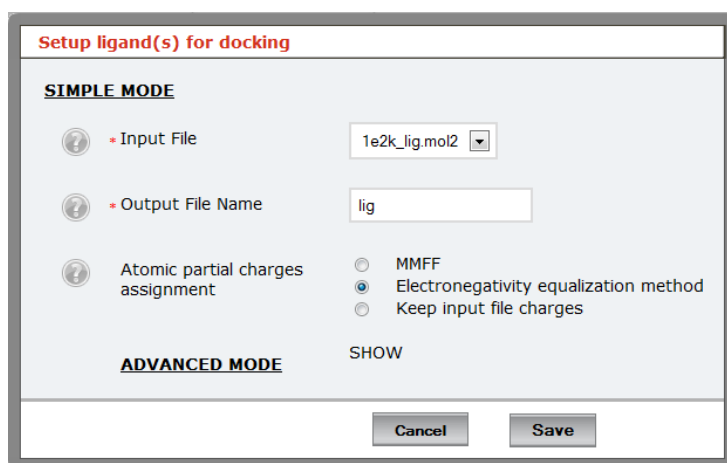 Setup ligand(s) for docking
SIMPLE MODE
* Input File
1e2k_lig.mol2
* Output File Name
lig
Atomic partial charges
assignment
MMFF
Electronegativity equalization method
Keep input file charges
ADVANCED MODE
SHOW
Cancel
Save